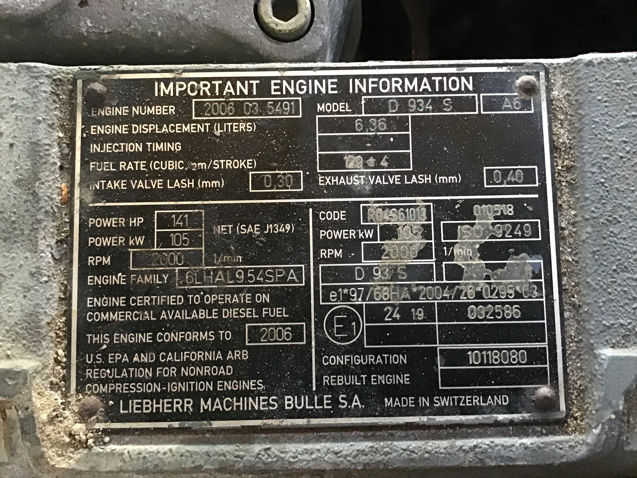 IMPORTANT ENGINE INFORMATION
ENGINE NUMBER 2006 03 5491 MODEL D 934 S A6
ENGINE DISPLACEMENT (LITERS) 6,36
INJECTION TIMING
FUEL RATE (CUBIC. mm/STROKE) ± 4
INTAKE VALVE LASH (mm) 0,30 EXHAUST VALVE LASH (mm) 0,40
POWER HP 141 NET (SAE J1349)
POWER kW 105
RPM 2000 1/min
ENGINE FAMILY 6LHAL9.54SPA
ENGINE CERTIFIED TO OPERATE ON
COMMERCIAL AVAILABLE DIESEL FUEL
THIS ENGINE CONFORMS TO 2006
U.S. EPA AND CALIFORNIA ARB
REGULATION FOR NONROAD
COMPRESSION-IGNITION ENGINES.
CODE 010518
POWER kW 105 ISO 9249
RPM 2000 1/min
D 93 S
e1*97/68HA*2004/26*0295*03
E1 24 19. 032586
CONFIGURATION 10118080
REBUILT ENGINE
LIEBHERR MACHINES BULLE S.A. MADE IN SWITZERLAND